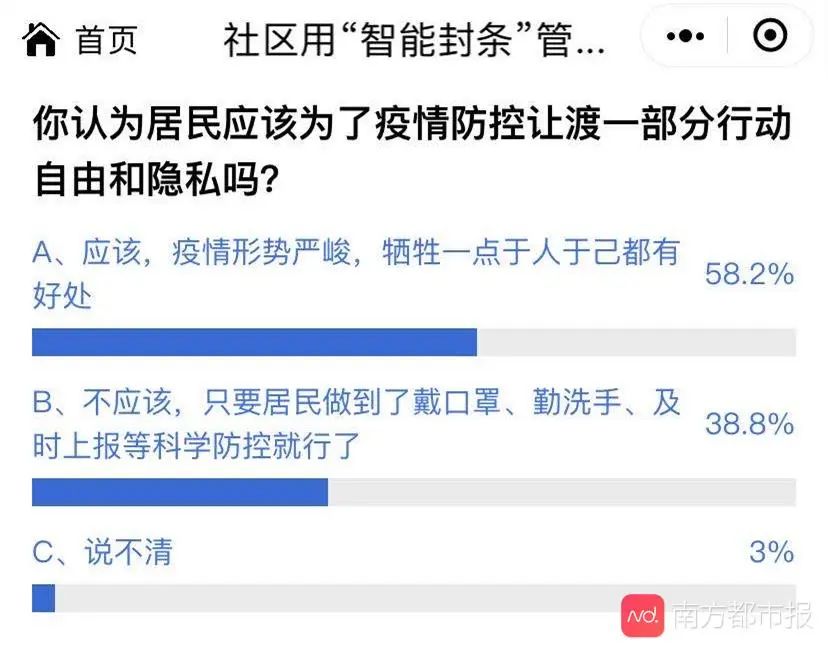 首页
社区用“智能封条”管...
你认为居民应该为了疫情防控让渡一部分行动
自由和隐私吗?
A、应该，疫情形势严峻，牺牲一点于人于己都有
好处
58.2%
B、不应该，只要居民做到了戴口罩、勤洗手、及
时上报等科学防控就行了
38.8%
C、说不清
3%
Nd.
南方都市报